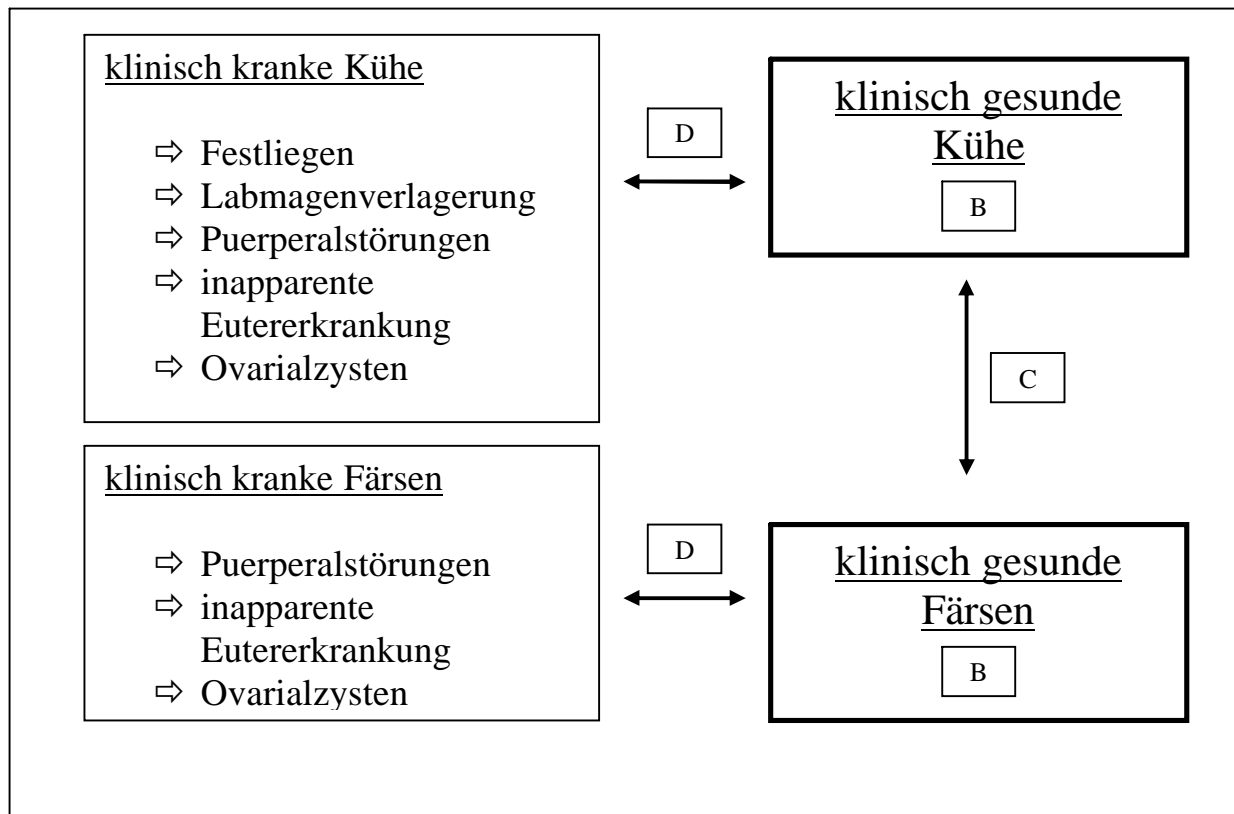 klinisch kranke Kühe
⇨ Festliegen
⇨ Labmagenverlagerung
⇨ Puerperalstörungen
⇨ inapparente
Eutererkrankung
⇨ Ovarialzysten
D
klinisch gesunde
Kühe
B
C
klinisch kranke Färsen
⇨ Puerperalstörungen
⇨ inapparente
Eutererkrankung
⇨ Ovarialzysten
D
klinisch gesunde
Färsen
B